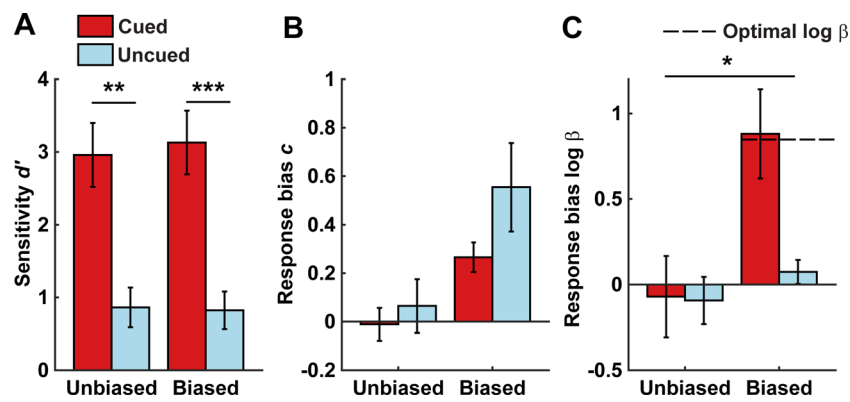 A
Cued
Uncued
Sensitivity d′
4
3
2
1
0
**
***
Unbiased Biased
B
Response bias c
1
0.8
0.6
0.4
0.2
0
-0.2
Unbiased Biased
C
Optimal log β
Response bias log β
1
0.5
0
-0.5
*
Unbiased Biased